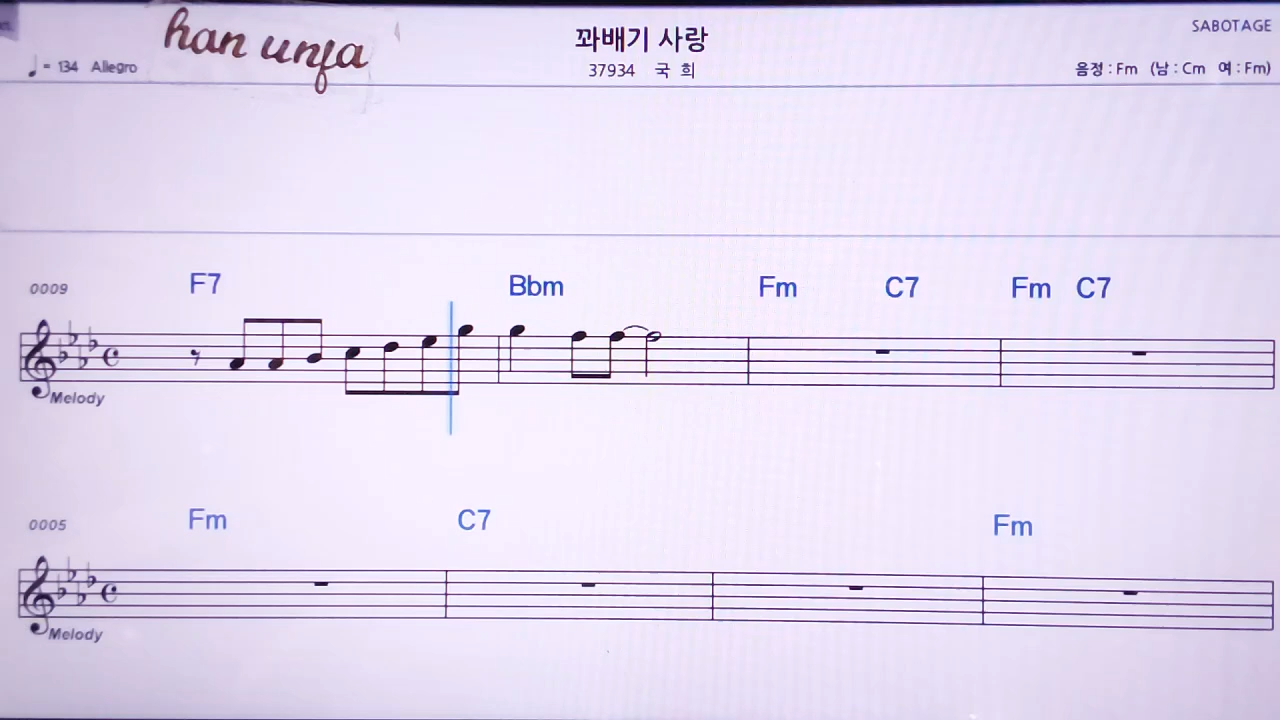 han unfa
꽈배기 사랑
SABOTAGE
♩= 134 Allegro
37934 국 희
음정 : Fm (남 : Cm 여 : Fm)
0009 F7 Bbm Fm C7 Fm C7
Melody
0005 Fm C7 Fm
Melody